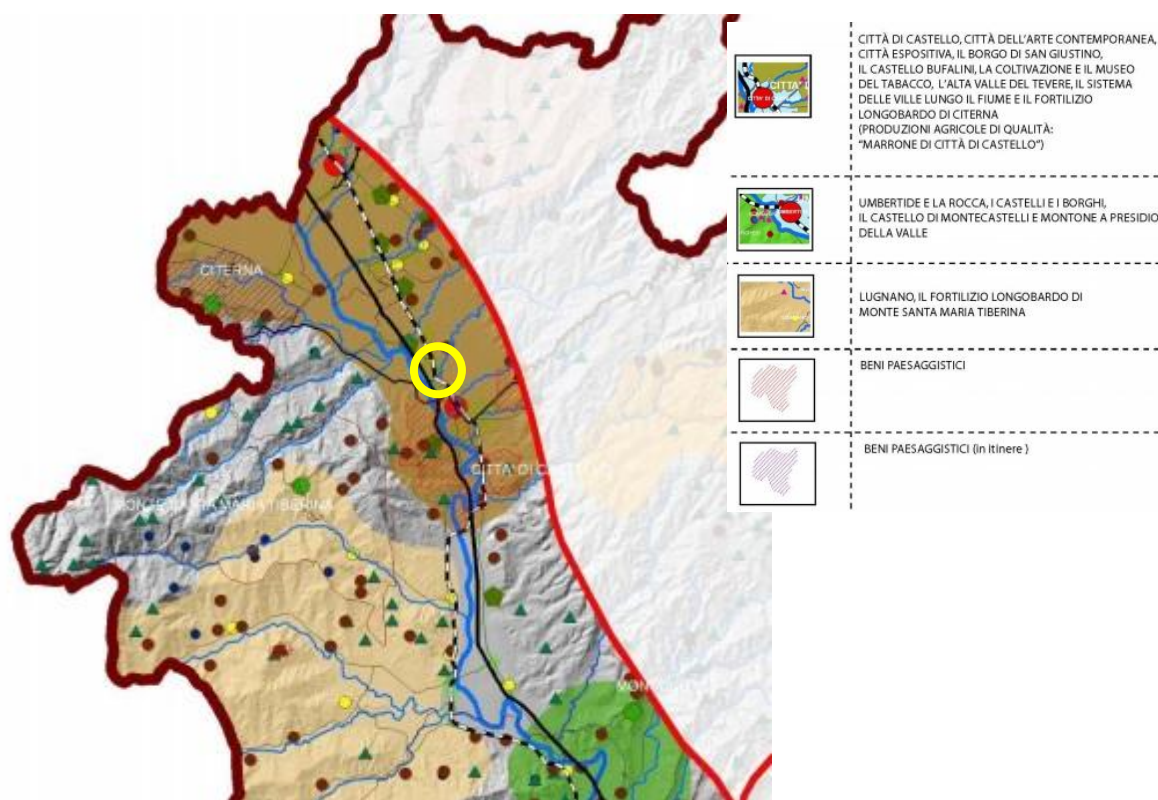 CITTÀ DI CASTELLO, CITTÀ DELL'ARTE CONTEMPORANEA,
CITTÀ ESPOSITIVA, IL BORGO DI SAN GIUSTINO,
IL CASTELLO BUFALINI, LA COLTIVAZIONE E IL MUSEO
DEL TABACCO, L'ALTA VALLE DEL TEVERE, IL SISTEMA
DELLE VILLE LUNGO IL FIUME E IL FORTILIZIO
LONGOBARDO DI CITERNA
(PRODUZIONI AGRICOLE DI QUALITÀ:
"MARRONE DI CITTÀ DI CASTELLO")
UMBERTIDE E LA ROCCA, I CASTELLI E I BORGHI,
IL CASTELLO DI MONTECASTELLI E MONTONE A PRESIDIO
DELLA VALLE
LUGNANO, IL FORTILIZIO LONGOBARDO DI
MONTE SANTA MARIA TIBERINA
BENI PAESAGGISTICI
BENI PAESAGGISTICI (in itinere )
CITERNA
CITTA' DI
MARIA TIBERINA